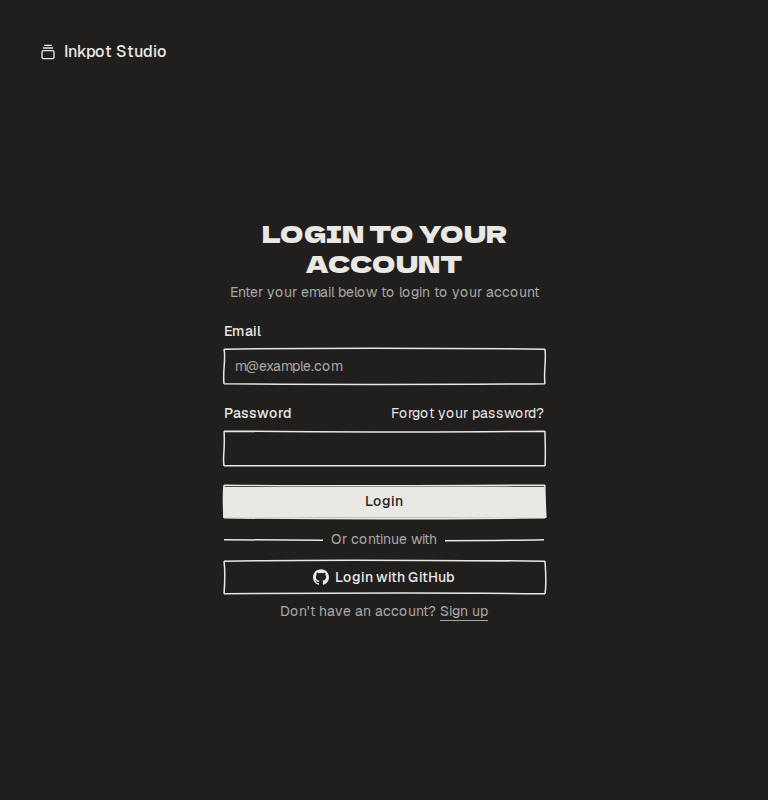 Inkpot Studio
LOGIN TO YOUR
ACCOUNT
Enter your email below to login to your account
Email
m@example.com
Password Forgot your password?
Login
Or continue with
Login with GitHub
Don't have an account? Sign up